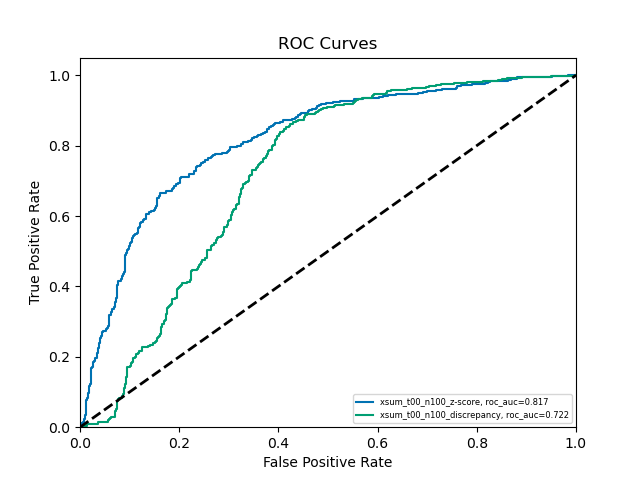 ROC Curves
True Positive Rate
1.0
0.8
0.6
0.4
0.2
0.0
0.0 0.2 0.4 0.6 0.8 1.0
False Positive Rate
xsum_t00_n100_z-score, roc_auc=0.817
xsum_t00_n100_discrepancy, roc_auc=0.722